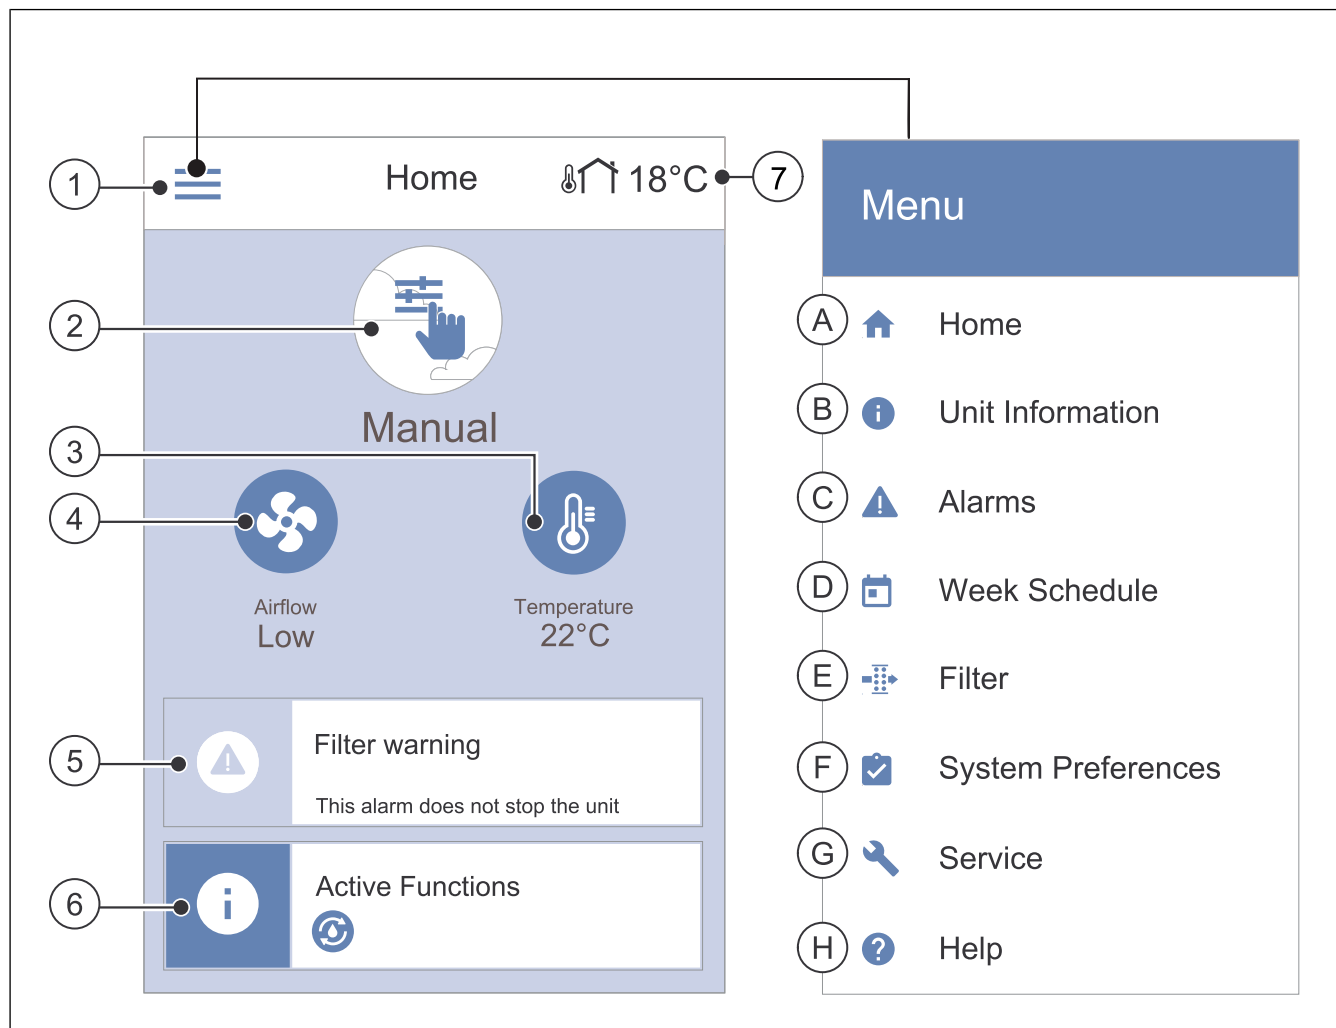 1
Home
18°C
7
2
Manual
3
4
Airflow
Low
Temperature
22°C
5
Filter warning
This alarm does not stop the unit
6
Active Functions
Menu
A Home
B Unit Information
C Alarms
D Week Schedule
E Filter
F System Preferences
G Service
H Help